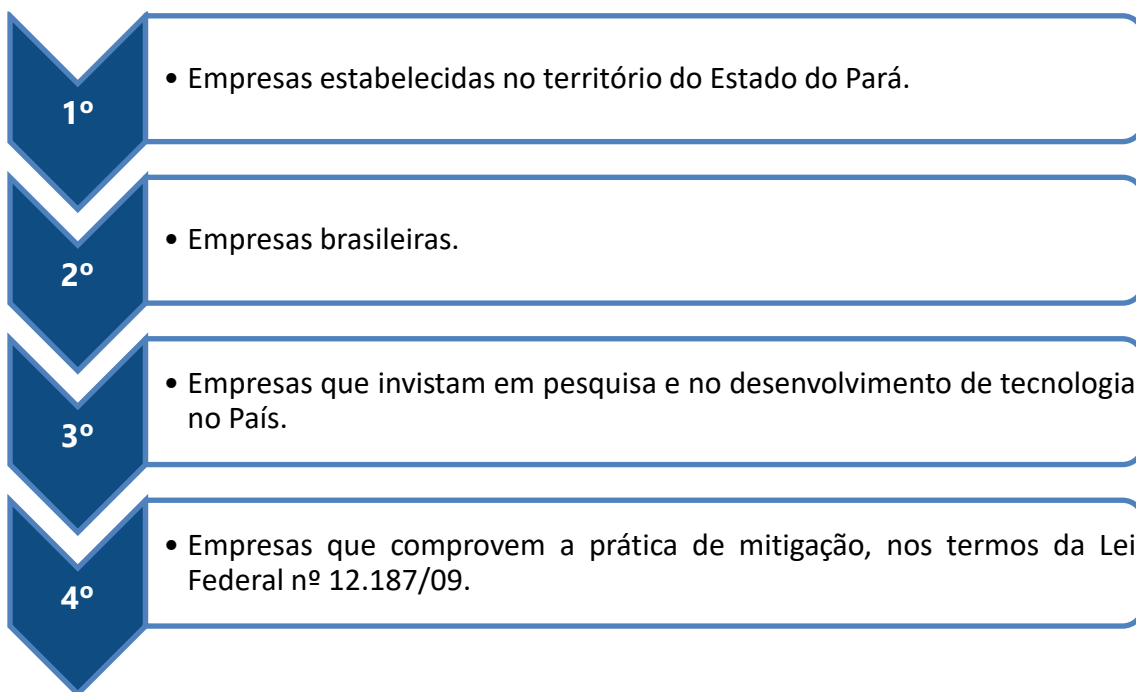 1º
• Empresas estabelecidas no território do Estado do Pará.
2º
• Empresas brasileiras.
3º
• Empresas que invistam em pesquisa e no desenvolvimento de tecnologia
no País.
4º
• Empresas que comprovem a prática de mitigação, nos termos da Lei
Federal nº 12.187/09.